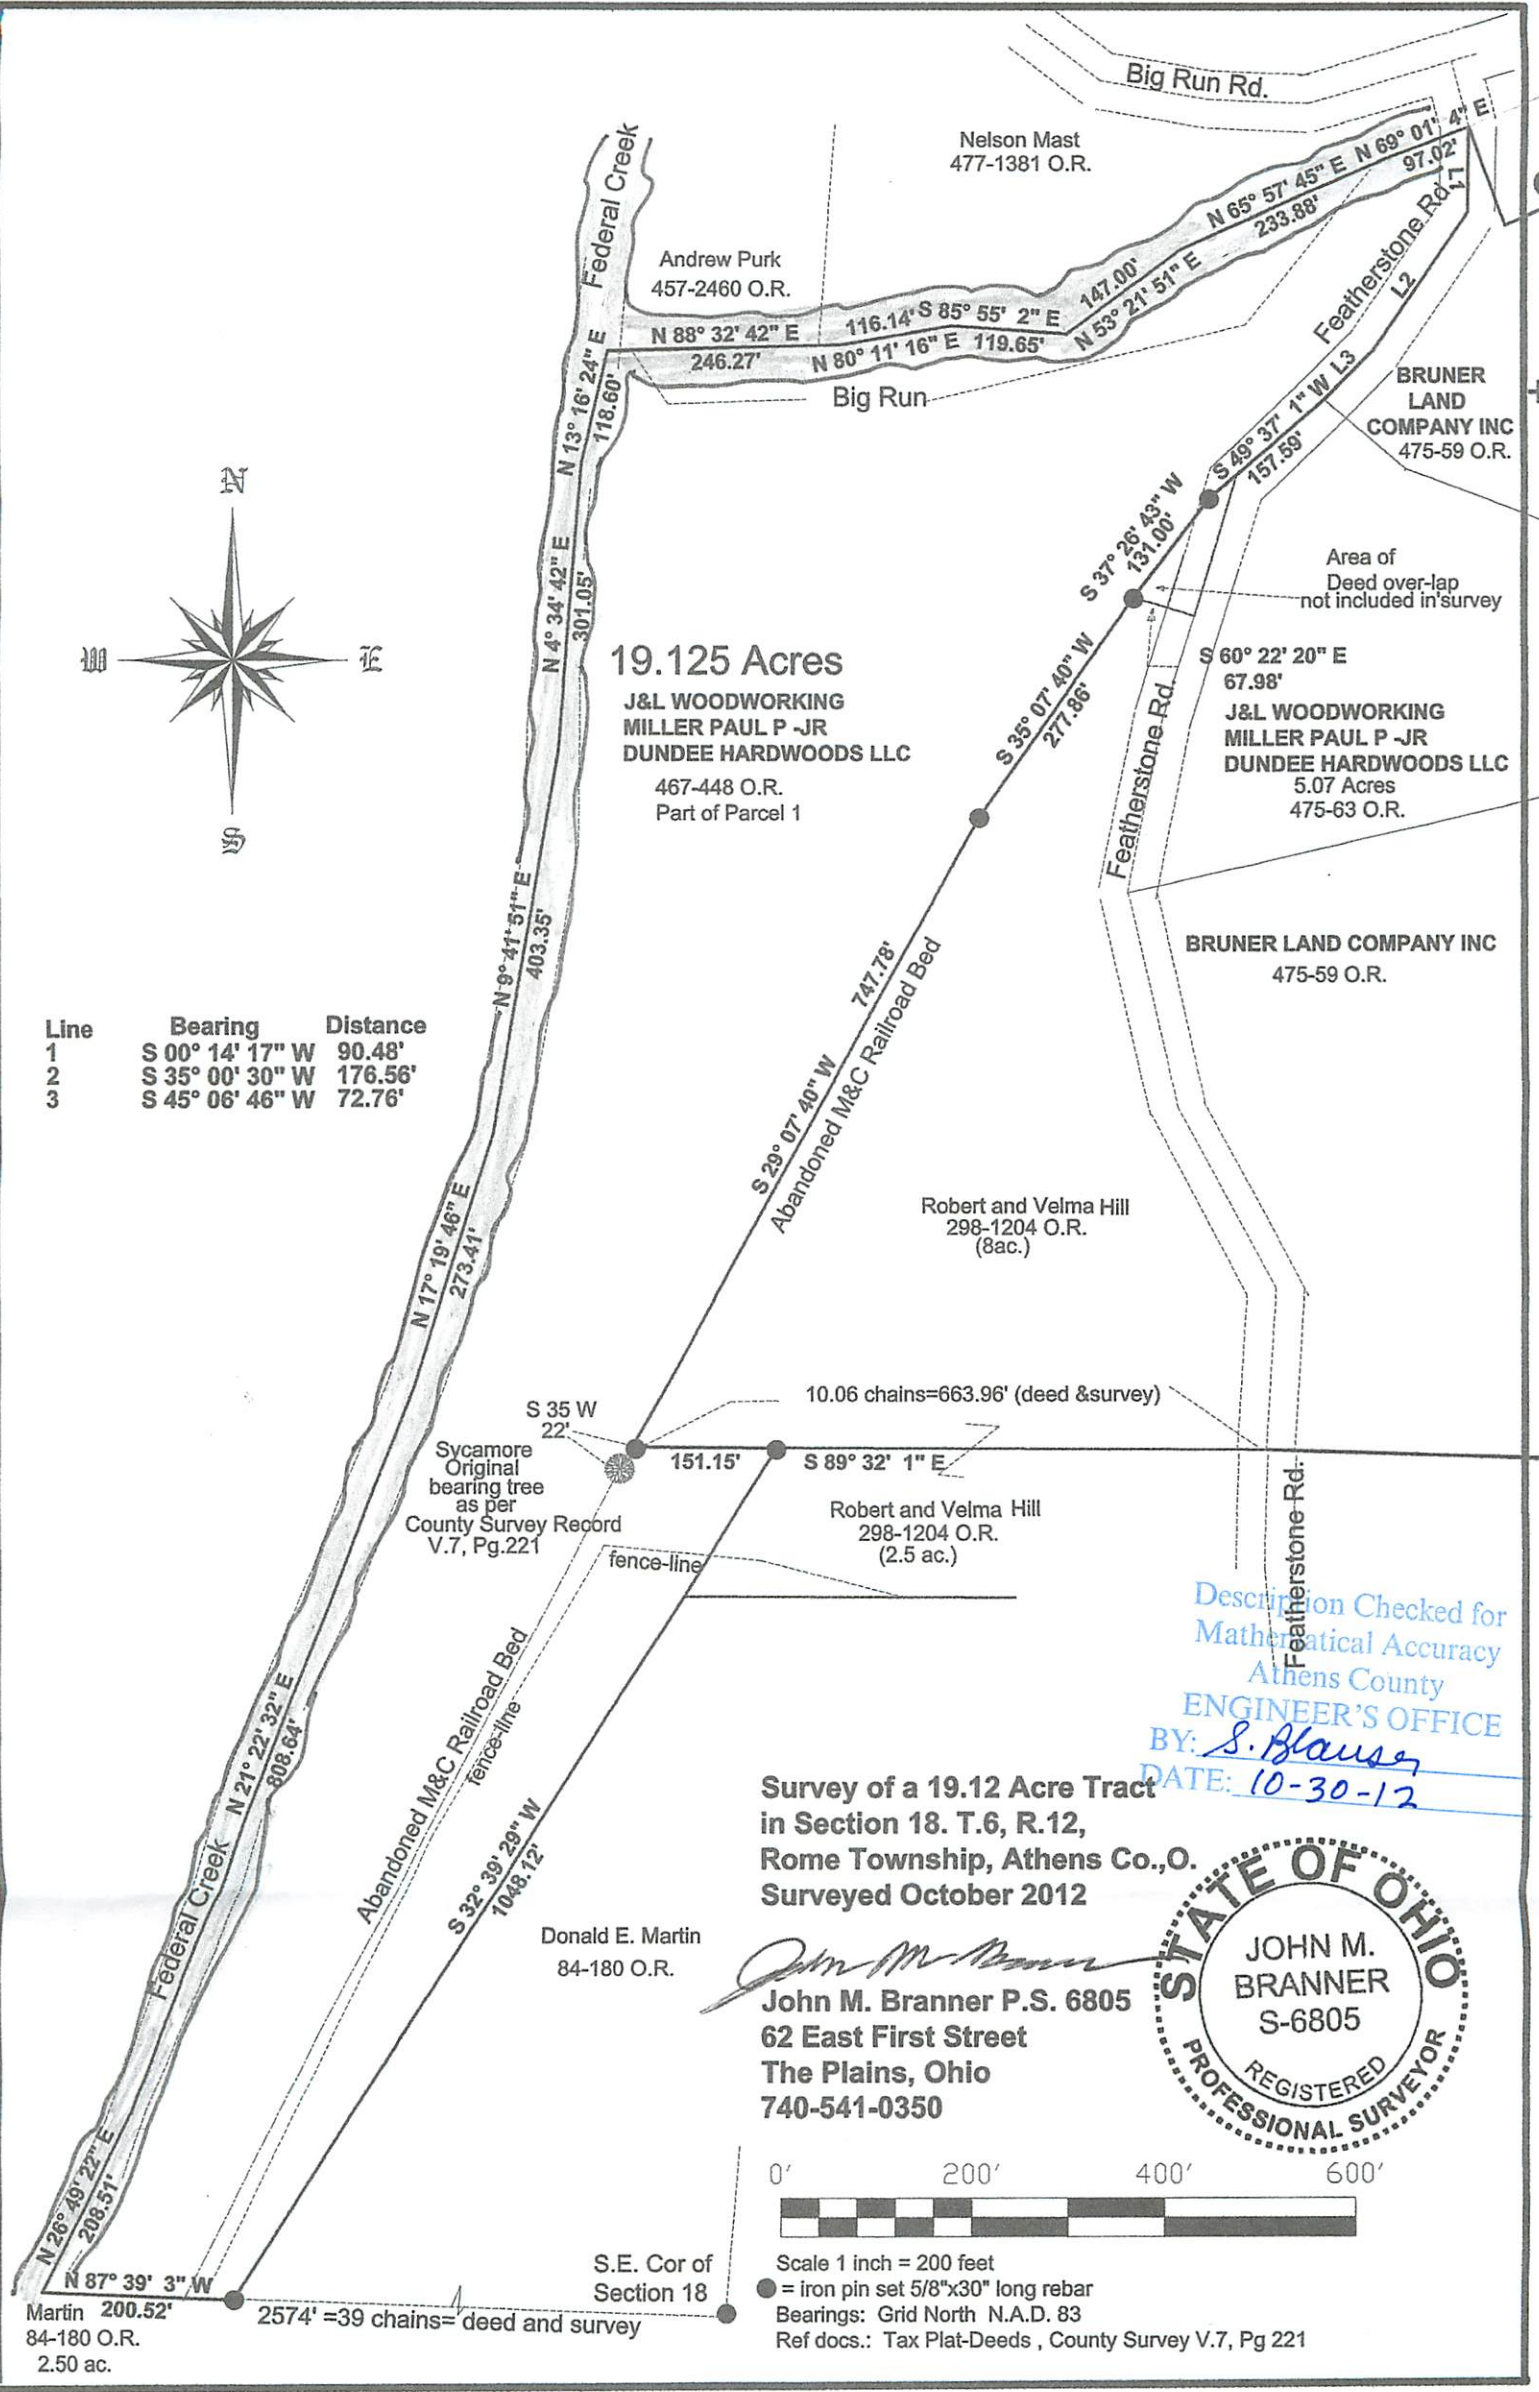 Big Run Rd.
Nelson Mast
477-1381 O.R.
Federal Creek
Andrew Purk
457-2460 O.R.
N 88° 32' 42" E
246.27'
116.14'
N 80° 11' 16" E
S 85° 55' 2" E
119.65'
147.00'
N 53° 21' 51" E
N 65° 57' 45" E
233.88'
N 69° 01' 4" E
97.02'
L1
Featherstone Rd.
L2
L3
Big Run
N 13° 16' 24" E
118.60'
BRUNER
LAND
COMPANY INC
475-59 O.R.
S 49° 37' 1" W
157.59'
S 37° 26' 43" W
131.00'
Area of
Deed over-lap
not included in survey
N
W
E
S
N 4° 34' 42" E
301.05'
19.125 Acres
J&L WOODWORKING
MILLER PAUL P -JR
DUNDEE HARDWOODS LLC
467-448 O.R.
Part of Parcel 1
S 35° 07' 40" W
277.86'
S 60° 22' 20" E
67.98'
J&L WOODWORKING
MILLER PAUL P -JR
DUNDEE HARDWOODS LLC
5.07 Acres
475-63 O.R.
Featherstone Rd.
N 9° 41' 51" E
403.35'
BRUNER LAND COMPANY INC
475-59 O.R.
Line Bearing Distance
1 S 00° 14' 17" W 90.48'
2 S 35° 00' 30" W 176.56'
3 S 45° 06' 46" W 72.76'
S 29° 07' 40" W
747.78'
Abandoned M&C Railroad Bed
N 17° 19' 46" E
273.41'
Robert and Velma Hill
298-1204 O.R.
(8ac.)
10.06 chains=663.96' (deed &survey)
S 35 W
22'
Sycamore
Original
bearing tree
as per
County Survey Record
V.7, Pg.221
151.15'
S 89° 32' 1" E
Robert and Velma Hill
298-1204 O.R.
(2.5 ac.)
fence-line
Featherstone Rd.
Description Checked for
Mathematical Accuracy
Athens County
ENGINEER'S OFFICE
BY: S. Blauser
DATE: 10-30-12
N 21° 22' 32" E
808.64'
Federal Creek
Abandoned M&C Railroad Bed
fence-line
S 32° 39' 29" W
1048.12'
Donald E. Martin
84-180 O.R.
Survey of a 19.12 Acre Tract
in Section 18. T.6, R.12,
Rome Township, Athens Co.,O.
Surveyed October 2012
John M Branner
John M. Branner P.S. 6805
62 East First Street
The Plains, Ohio
740-541-0350
STATE OF OHIO
JOHN M.
BRANNER
S-6805
REGISTERED
PROFESSIONAL SURVEYOR
0' 200' 400' 600'
N 26° 49' 22" E
208.51'
N 87° 39' 3" W
200.52'
Martin
84-180 O.R.
2.50 ac.
2574' =39 chains= deed and survey
S.E. Cor of
Section 18
Scale 1 inch = 200 feet
= iron pin set 5/8"x30" long rebar
Bearings: Grid North N.A.D. 83
Ref docs.: Tax Plat-Deeds , County Survey V.7, Pg 221